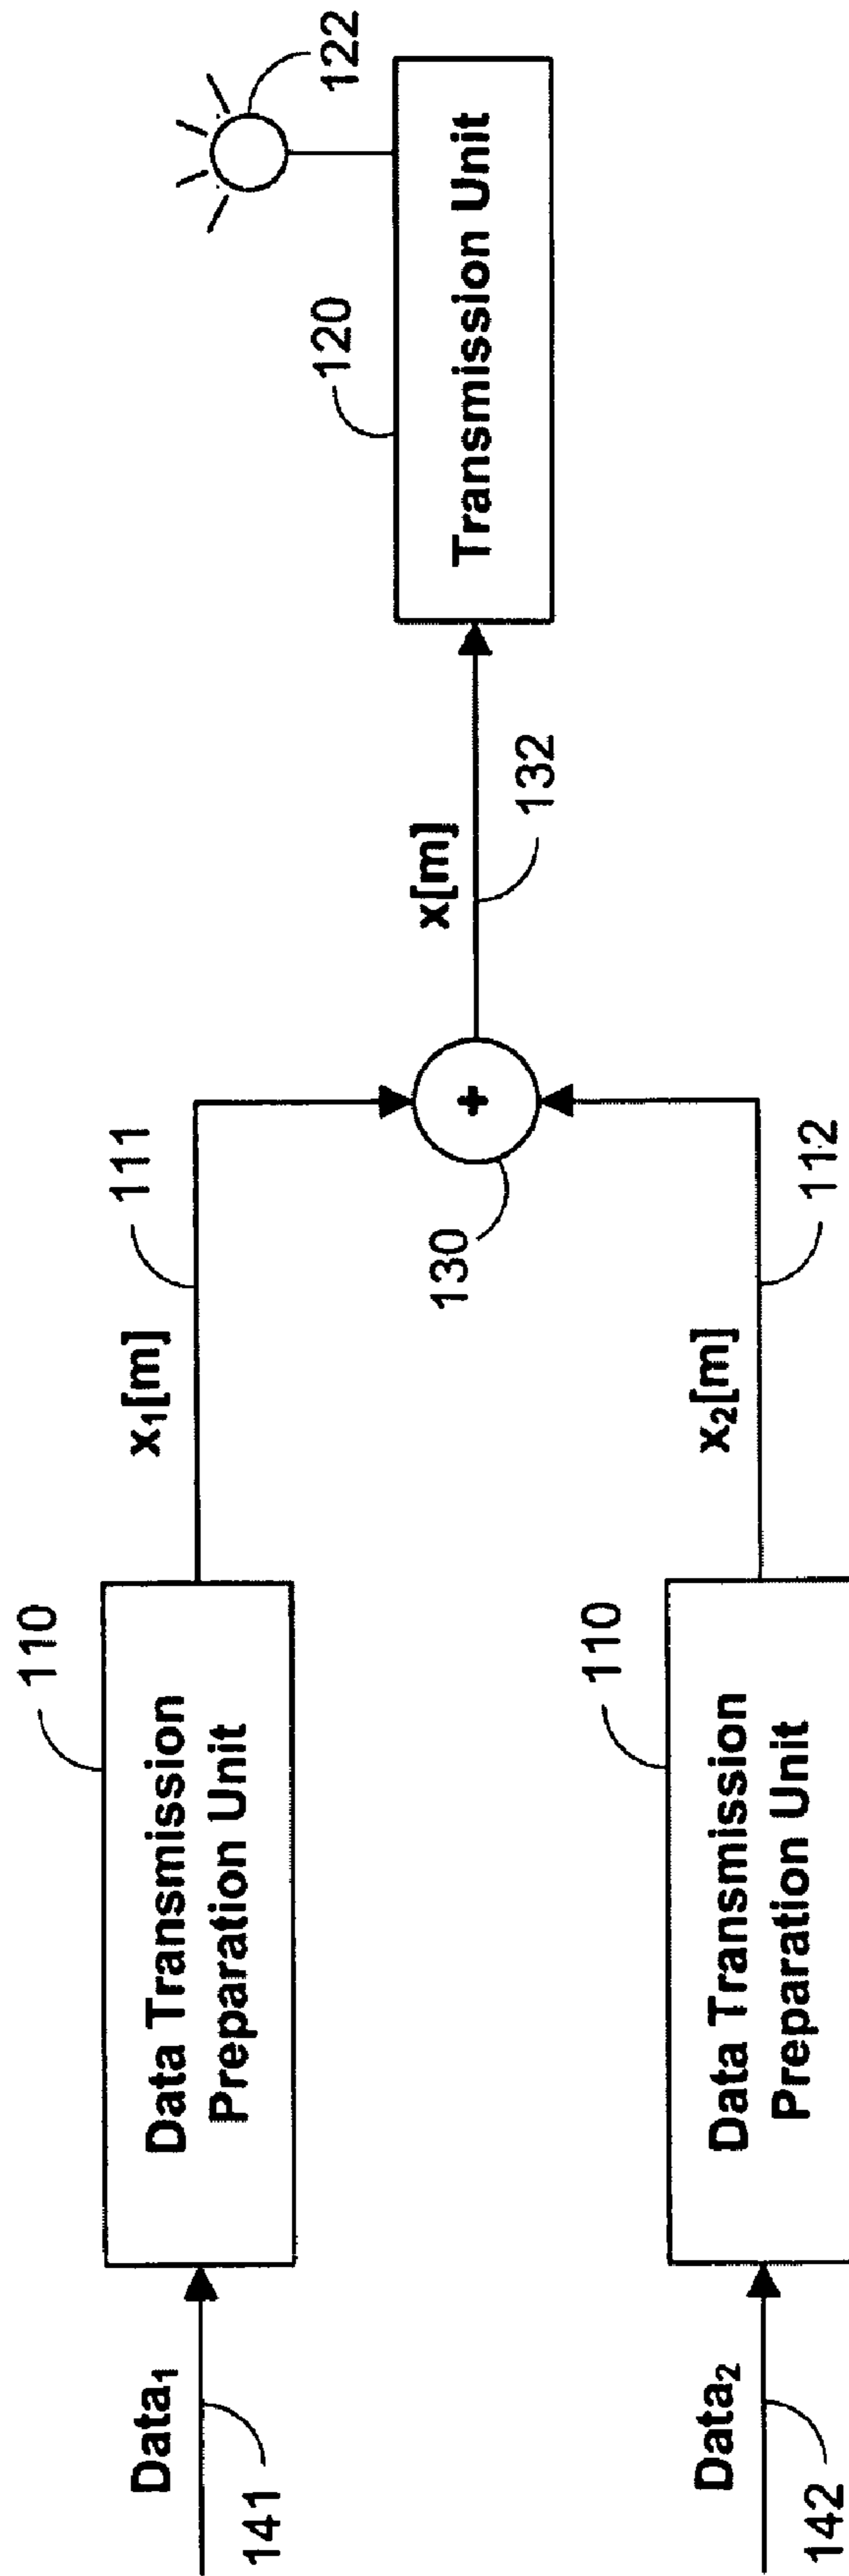 Data₁
141
110
Data Transmission
Preparation Unit
x₁[m]
111
Data₂
142
110
Data Transmission
Preparation Unit
x₂[m]
112
130
+
x[m]
132
120
Transmission Unit
122